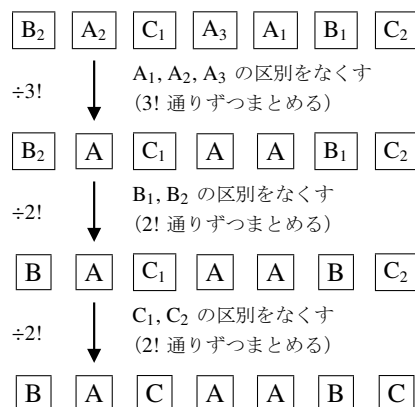 B₂ A₂ C₁ A₃ A₁ B₁ C₂
÷3!
A₁, A₂, A₃ の区別をなくす
(3! 通りずつまとめる)
B₂ A C₁ A A B₁ C₂
÷2!
B₁, B₂ の区別をなくす
(2! 通りずつまとめる)
B A C₁ A A B C₂
÷2!
C₁, C₂ の区別をなくす
(2! 通りずつまとめる)
B A C A A B C